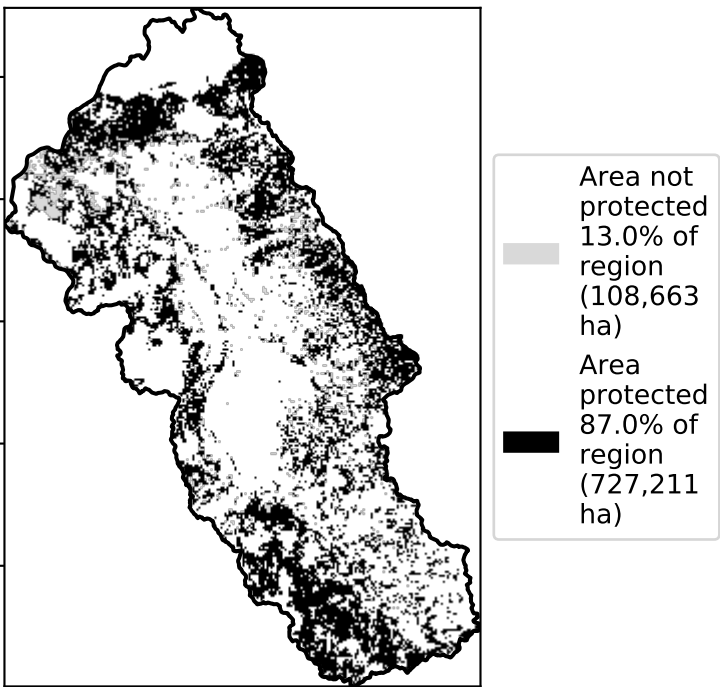 Area not
protected
13.0% of
region
(108,663
ha)
Area
protected
87.0% of
region
(727,211
ha)